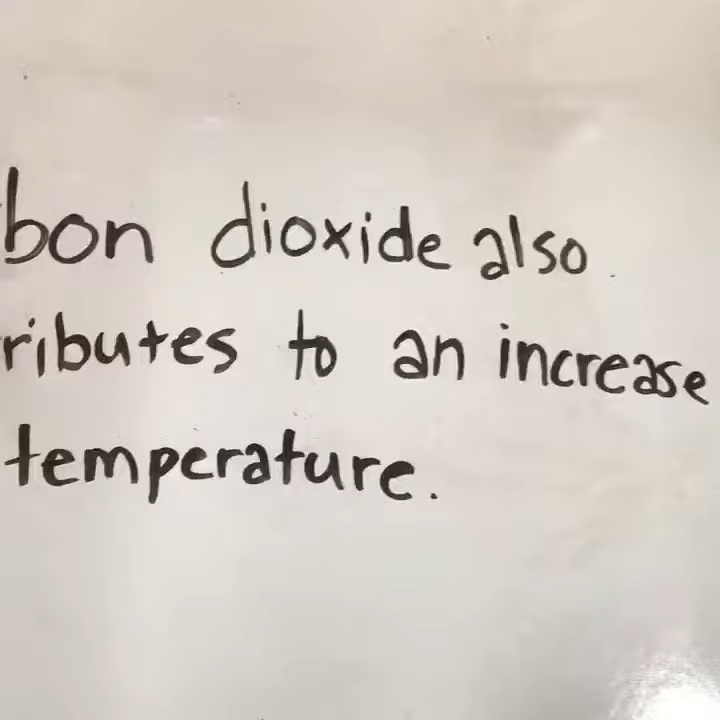 bon dioxide also
ributes to an increase
temperature.